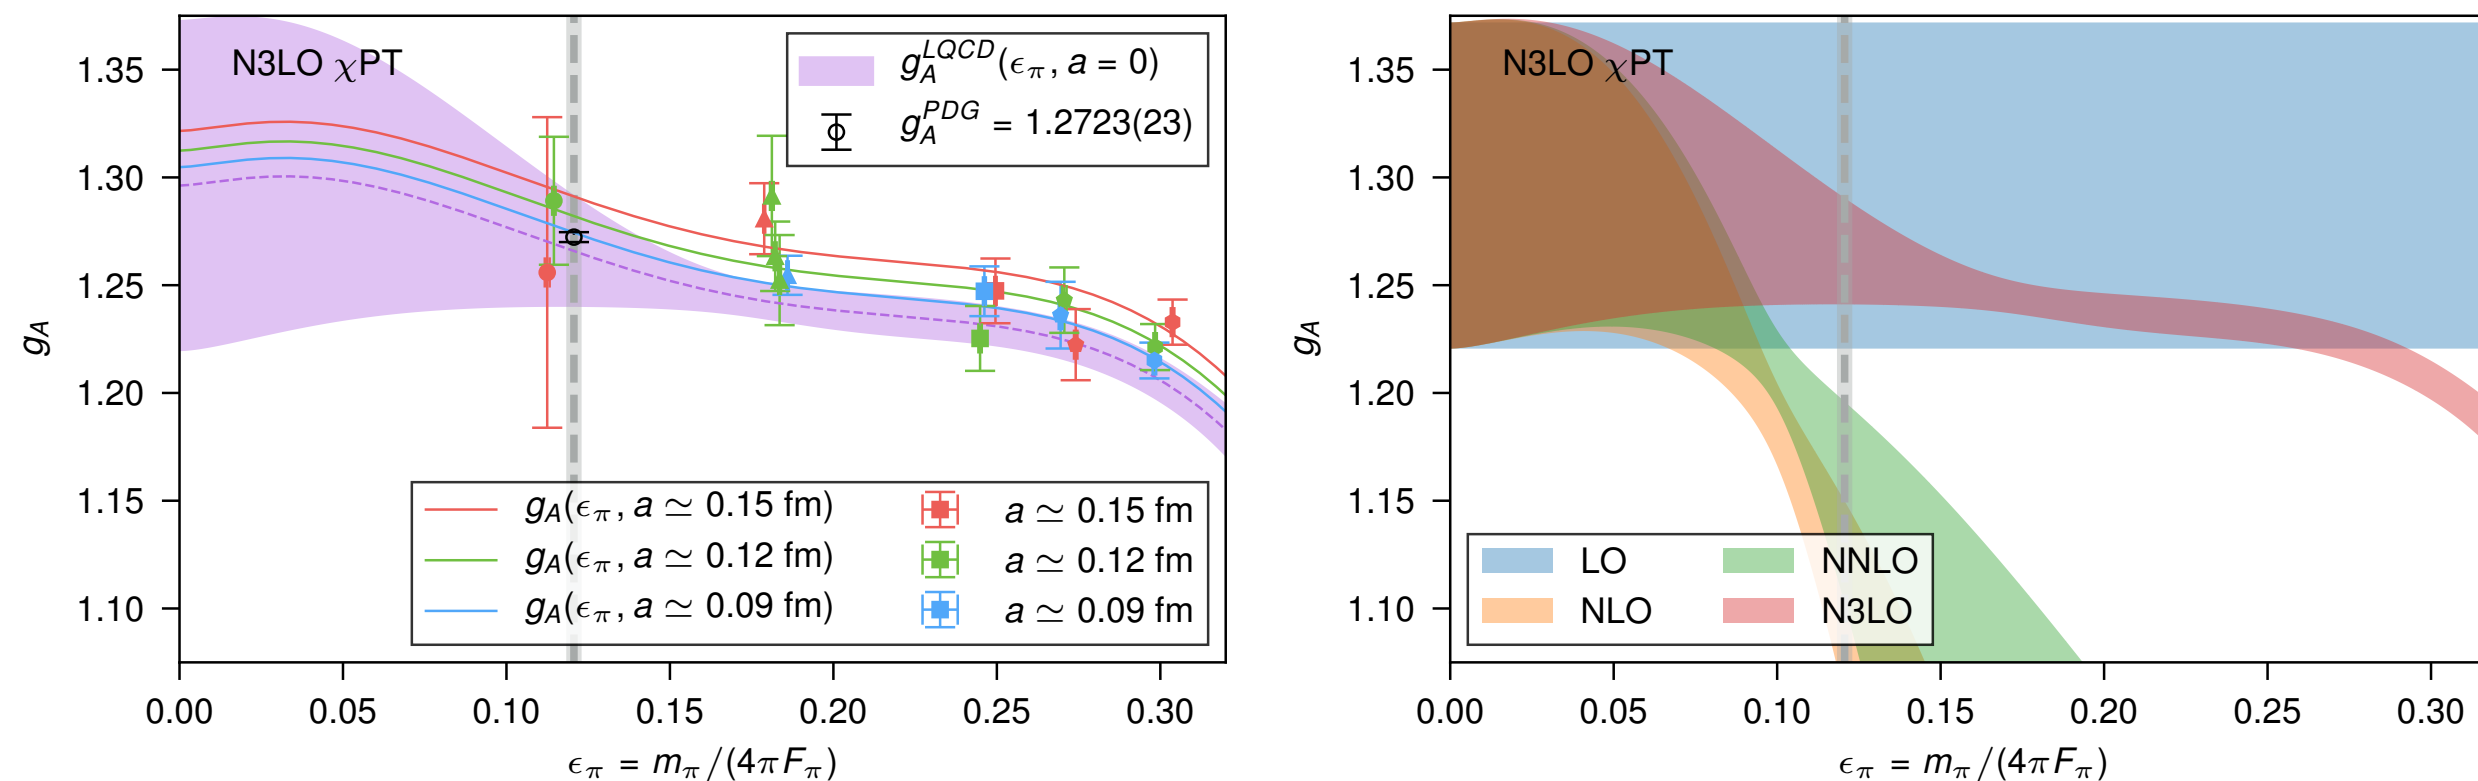 N3LO χPT
g_A^{LQCD}(ϵ_π, a = 0)
g_A^{PDG} = 1.2723(23)
1.35
1.30
1.25
1.20
1.15
1.10
g_A
g_A(ϵ_π, a ≃ 0.15 fm)
a ≃ 0.15 fm
g_A(ϵ_π, a ≃ 0.12 fm)
a ≃ 0.12 fm
g_A(ϵ_π, a ≃ 0.09 fm)
a ≃ 0.09 fm
0.00 0.05 0.10 0.15 0.20 0.25 0.30
ϵ_π = m_π/(4πF_π)
N3LO χPT
1.35
1.30
1.25
1.20
1.15
1.10
g_A
LO
NNLO
NLO
N3LO
0.00 0.05 0.10 0.15 0.20 0.25 0.30
ϵ_π = m_π/(4πF_π)